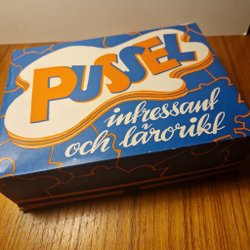 PUSSEL
intressant
och lärorikt